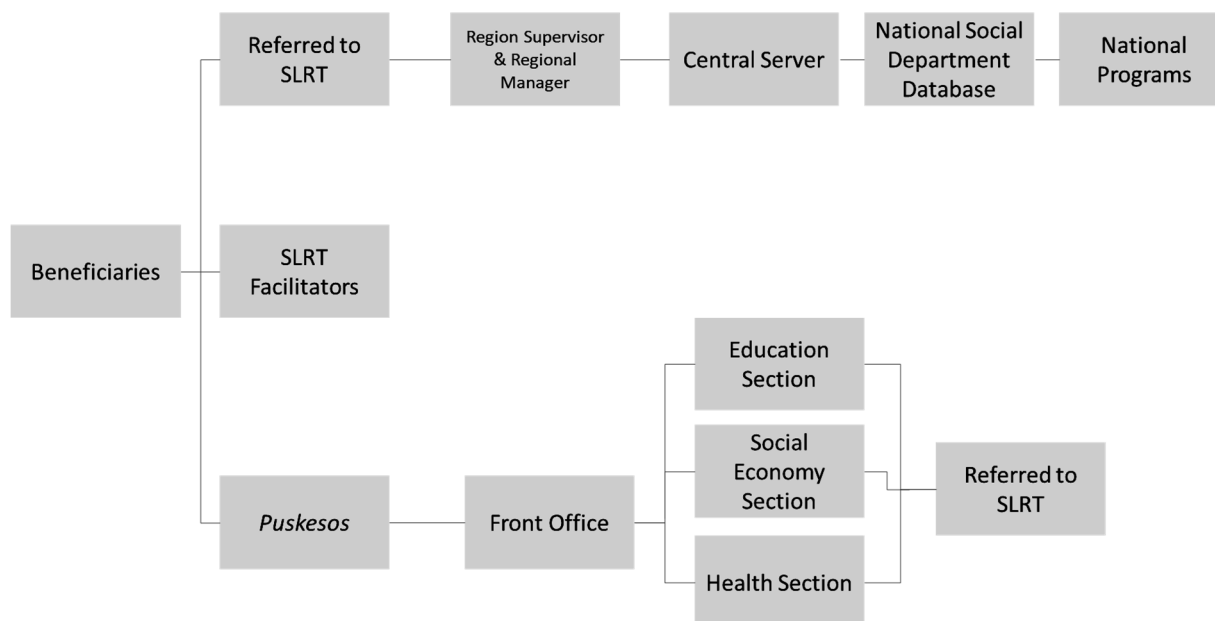 Referred to
SLRT
Region Supervisor
& Regional
Manager
Central Server
National Social
Department
Database
National
Programs
Beneficiaries
SLRT
Facilitators
Education
Section
Social
Economy
Section
Health Section
Puskesos
Front Office
Referred to
SLRT